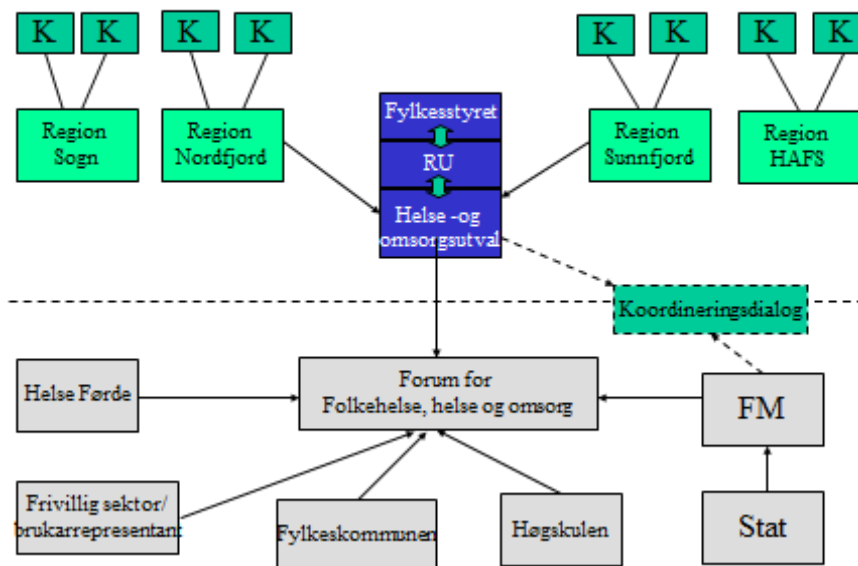 K K K K K K K K
Region
Sogn
Region
Nordfjord
Fylkesstyret
RU
Helse -og
omsorgsutval
Region
Sunnfjord
Region
HAFS
Koordineringsdialog
Helse Førde
Forum for
Folkehelse, helse og omsorg
FM
Frivillig sektor/
brukarrepresentant
Fylkeskommunen
Høgskulen
Stat